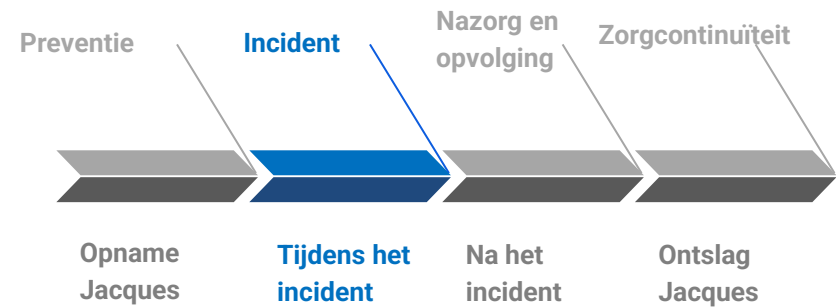 Preventie
Incident
Nazorg en
opvolging
Zorgcontinuïteit
Opname
Jacques
Tijdens het
incident
Na het
incident
Ontslag
Jacques